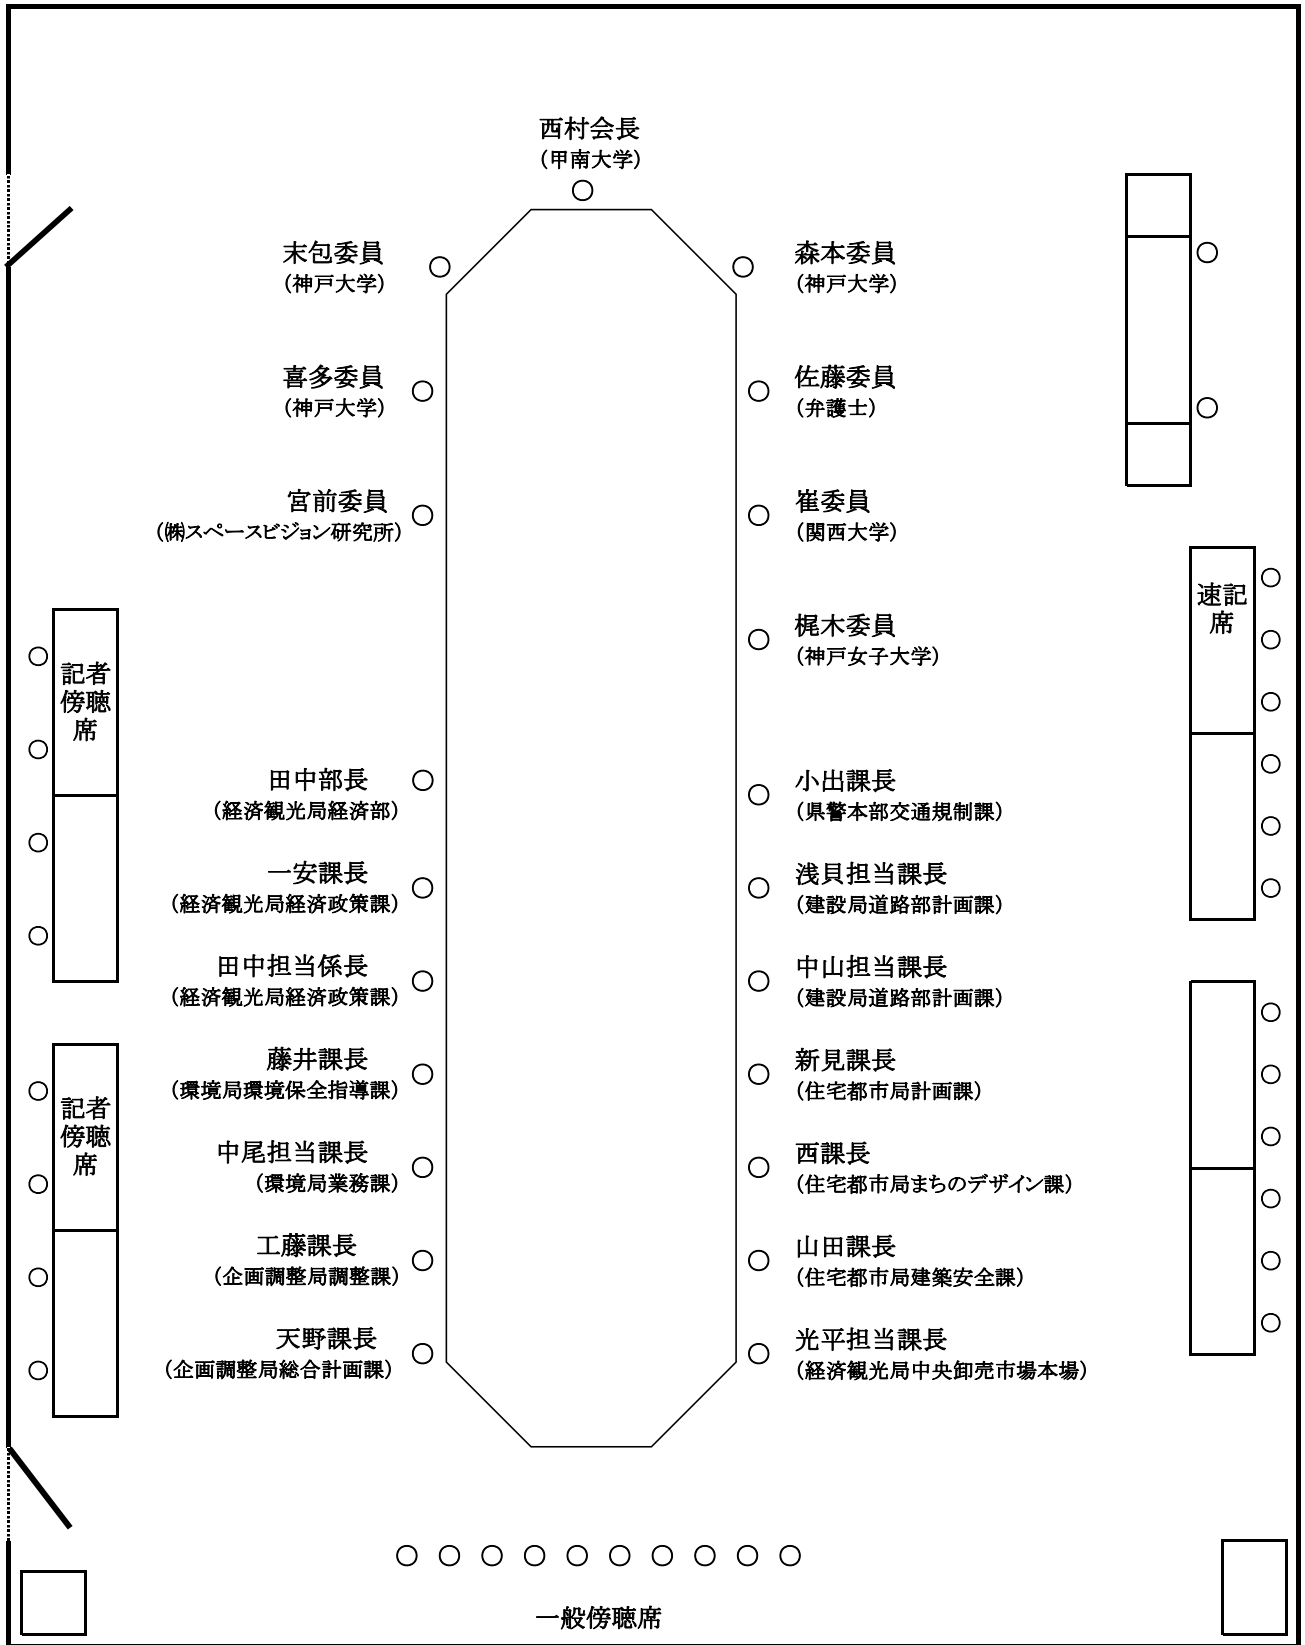 西村会長
（甲南大学）
末包委員
（神戸大学）
森本委員
（神戸大学）
喜多委員
（神戸大学）
佐藤委員
（弁護士）
宮前委員
（㈱スペースビジョン研究所）
崔委員
（関西大学）
梶木委員
（神戸女子大学）
速記
席
記者
傍聴
席
田中部長
（経済観光局経済部）
小出課長
（県警本部交通規制課）
一安課長
（経済観光局経済政策課）
浅貝担当課長
（建設局道路部計画課）
田中担当係長
（経済観光局経済政策課）
中山担当課長
（建設局道路部計画課）
藤井課長
（環境局環境保全指導課）
新見課長
（住宅都市局計画課）
記者
傍聴
席
中尾担当課長
（環境局業務課）
西課長
（住宅都市局まちのデザイン課）
工藤課長
（企画調整局調整課）
山田課長
（住宅都市局建築安全課）
天野課長
（企画調整局総合計画課）
光平担当課長
（経済観光局中央卸売市場本場）
一般傍聴席